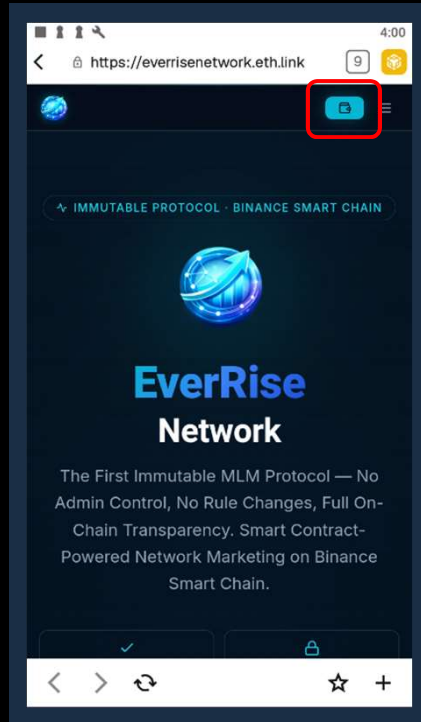 4:00
https://everrisenetwork.eth.link
9
IMMUTABLE PROTOCOL · BINANCE SMART CHAIN
EverRise
Network
The First Immutable MLM Protocol — No
Admin Control, No Rule Changes, Full On-
Chain Transparency. Smart Contract-
Powered Network Marketing on Binance
Smart Chain.